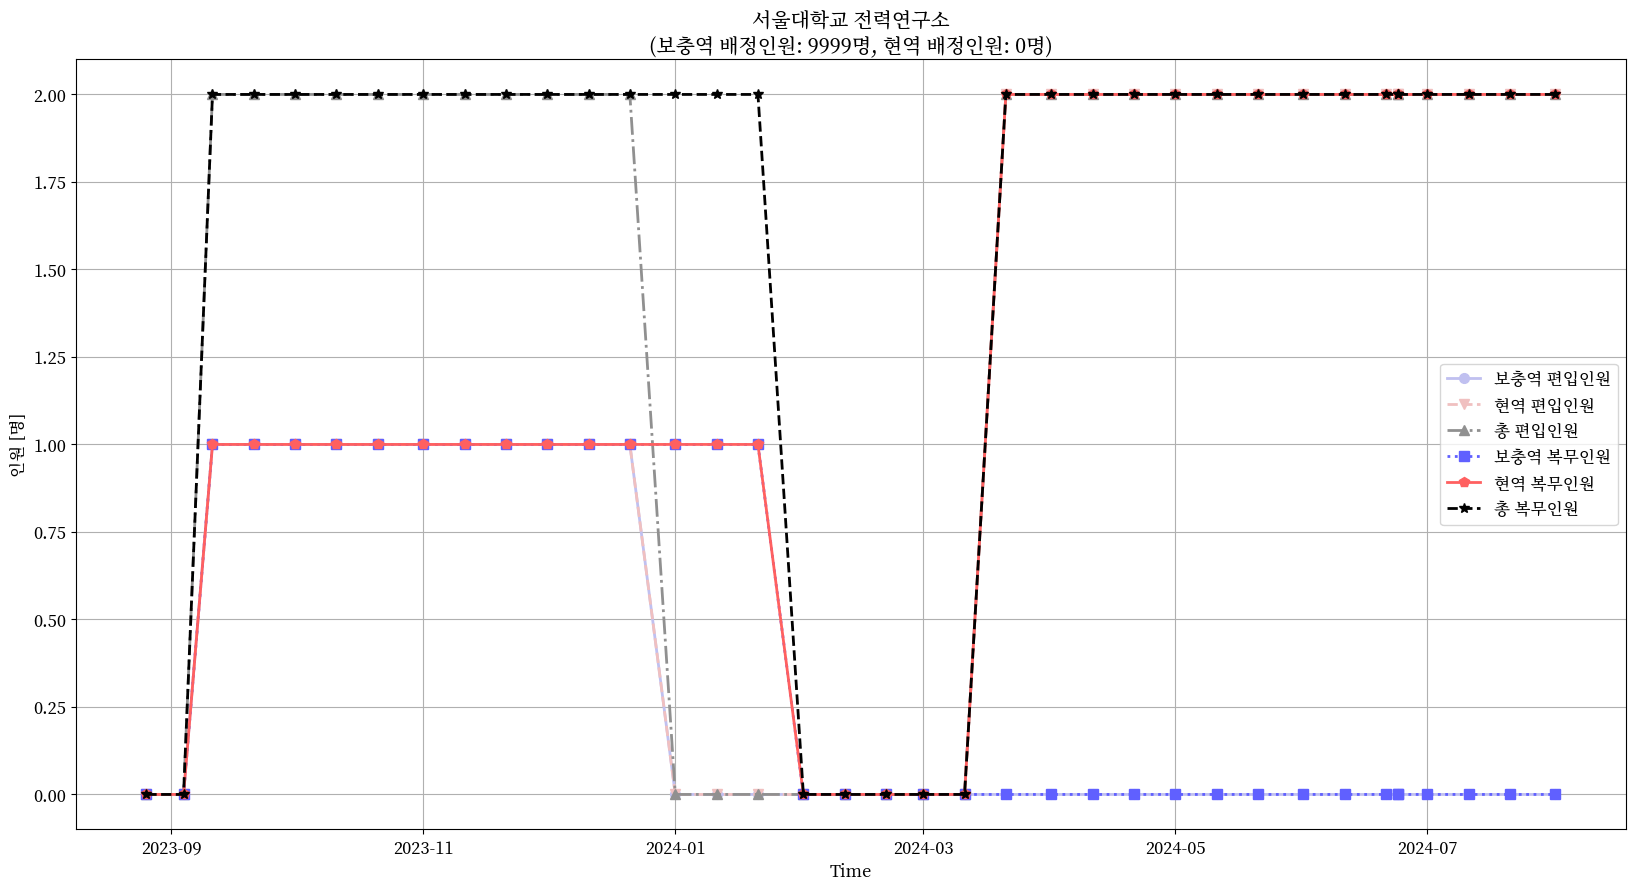 서울대학교 전력연구소
(보충역 배정인원: 9999명, 현역 배정인원: 0명)
2.00
1.75
1.50
1.25
1.00
0.75
0.50
0.25
0.00
인원 [명]
보충역 편입인원
현역 편입인원
총 편입인원
보충역 복무인원
현역 복무인원
총 복무인원
2023-09
2023-11
2024-01
2024-03
2024-05
2024-07
Time